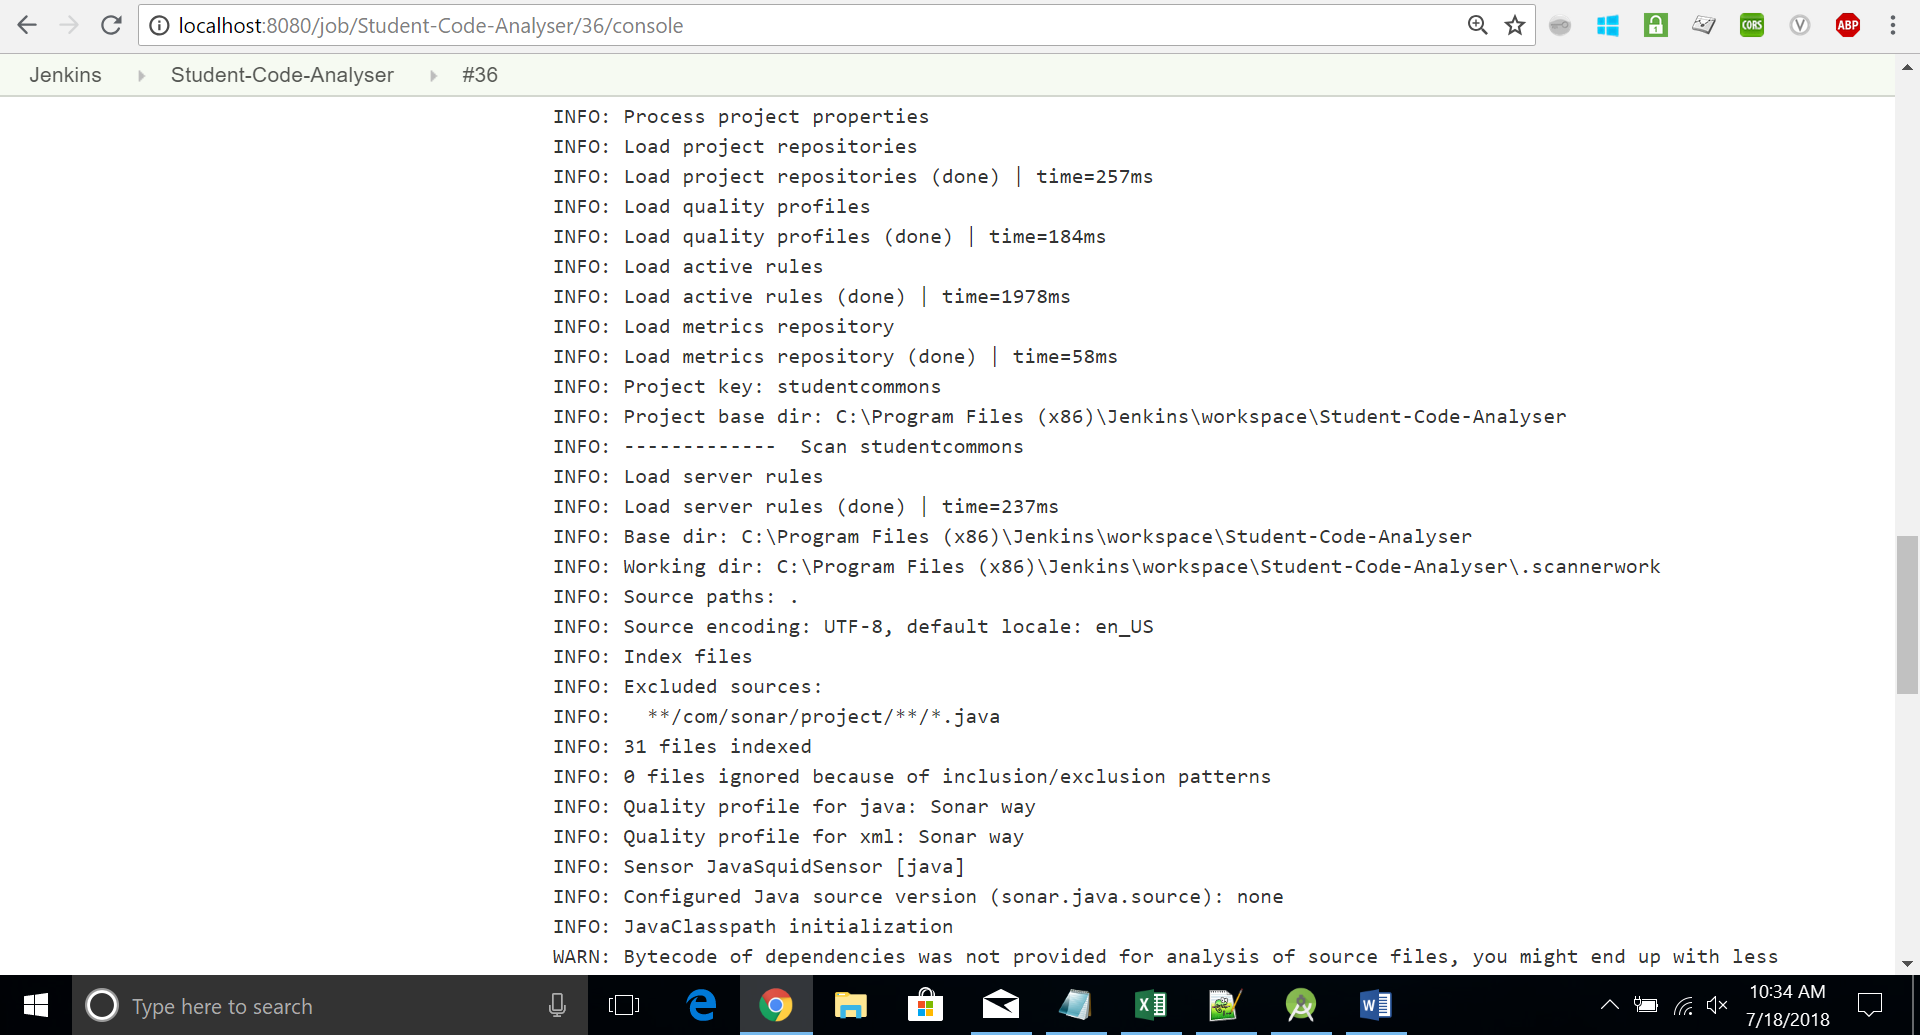 localhost:8080/job/Student-Code-Analyser/36/console
CORS
V
ABP
Jenkins
Student-Code-Analyser
#36
INFO: Process project properties
INFO: Load project repositories
INFO: Load project repositories (done) | time=257ms
INFO: Load quality profiles
INFO: Load quality profiles (done) | time=184ms
INFO: Load active rules
INFO: Load active rules (done) | time=1978ms
INFO: Load metrics repository
INFO: Load metrics repository (done) | time=58ms
INFO: Project key: studentcommons
INFO: Project base dir: C:\Program Files (x86)\Jenkins\workspace\Student-Code-Analyser
INFO: -------------  Scan studentcommons
INFO: Load server rules
INFO: Load server rules (done) | time=237ms
INFO: Base dir: C:\Program Files (x86)\Jenkins\workspace\Student-Code-Analyser
INFO: Working dir: C:\Program Files (x86)\Jenkins\workspace\Student-Code-Analyser\.scannerwork
INFO: Source paths: .
INFO: Source encoding: UTF-8, default locale: en_US
INFO: Index files
INFO: Excluded sources:
INFO:   **/com/sonar/project/**/*.java
INFO: 31 files indexed
INFO: 0 files ignored because of inclusion/exclusion patterns
INFO: Quality profile for java: Sonar way
INFO: Quality profile for xml: Sonar way
INFO: Sensor JavaSquidSensor [java]
INFO: Configured Java source version (sonar.java.source): none
INFO: JavaClasspath initialization
WARN: Bytecode of dependencies was not provided for analysis of source files, you might end up with less
Type here to search
10:34 AM
7/18/2018